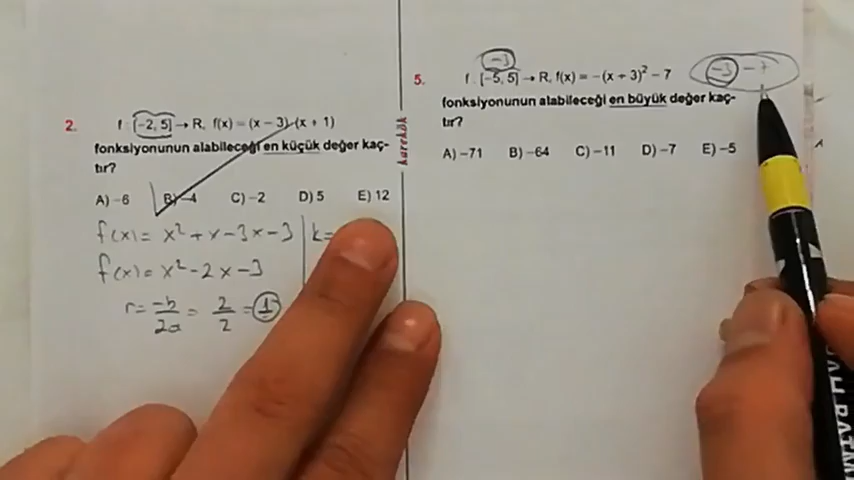 2. f : [-2, 5] → R, f(x) = (x – 3).(x + 1)
fonksiyonunun alabileceği en küçük değer kaç-
tır?
A) –6 B) –4 C) –2 D) 5 E) 12
f(x) = x² + x - 3x - 3
f(x) = x² - 2x - 3
r = -b/2a = 2/2 = 1
k =
karekök
-3
5. f : [-5, 5] → R, f(x) = –(x + 3)² – 7
-3 -7
fonksiyonunun alabileceği en büyük değer kaç-
tır?
A) –71 B) –64 C) –11 D) –7 E) –5